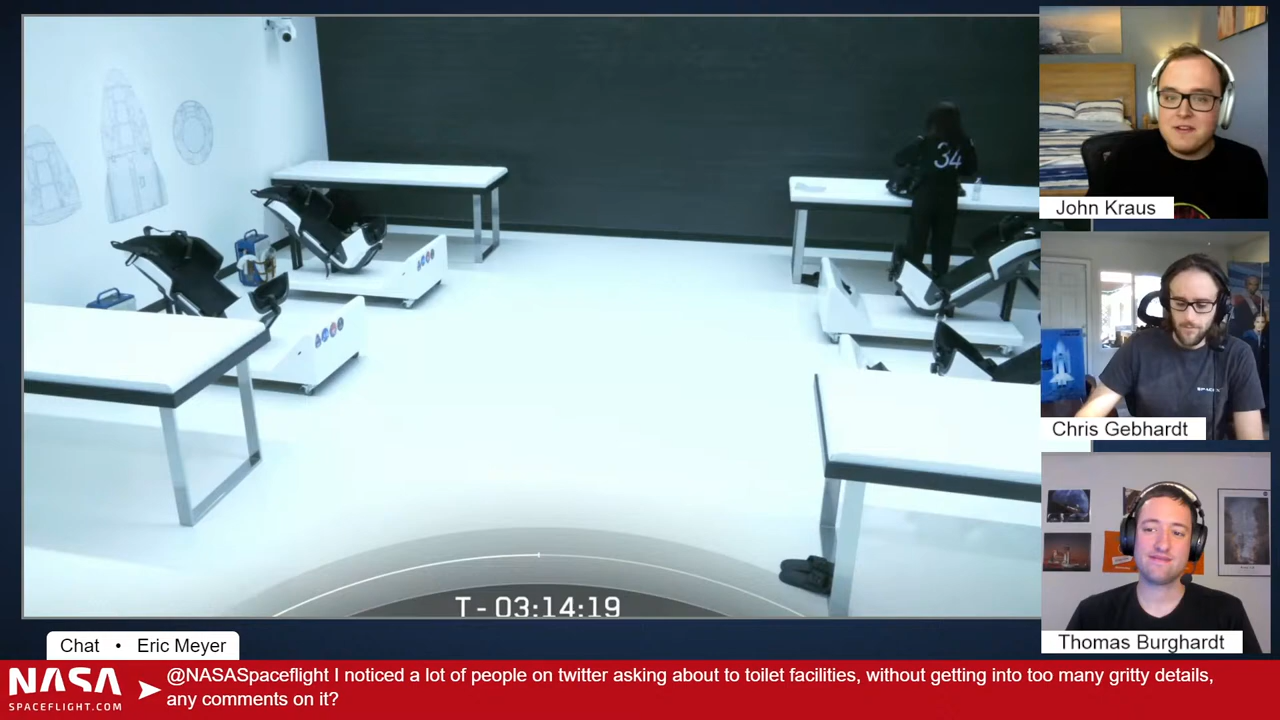 34
T - 03:14:19
John Kraus
Chris Gebhardt
Thomas Burghardt
Chat • Eric Meyer
NASA
SPACEFLIGHT.COM
@NASASpaceflight I noticed a lot of people on twitter asking about to toilet facilities, without getting into too many gritty details,
any comments on it?